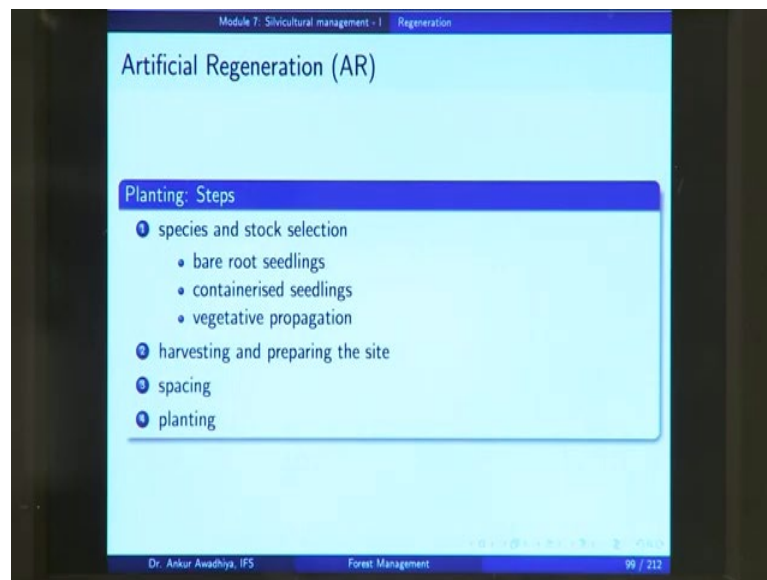 Module 7: Silvicultural management - I Regeneration
Artificial Regeneration (AR)
Planting: Steps
1 species and stock selection
• bare root seedlings
• containerised seedlings
• vegetative propagation
2 harvesting and preparing the site
3 spacing
4 planting
Dr. Ankur Awadhiya, IFS Forest Management 99 / 212